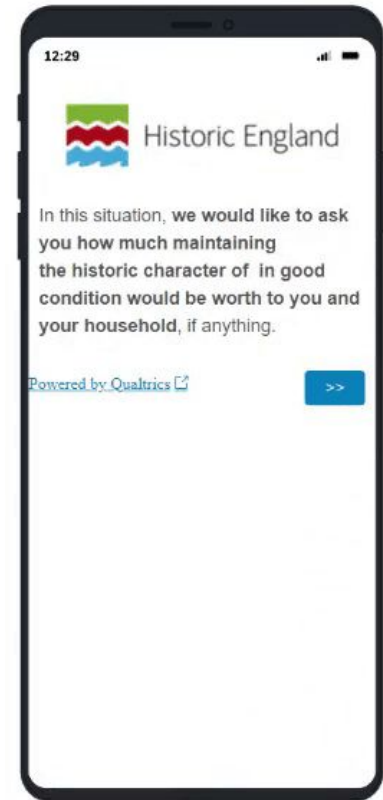 12:29
Historic England
In this situation, we would like to ask
you how much maintaining
the historic character of  in good
condition would be worth to you and
your household, if anything.
Powered by Qualtrics
>>